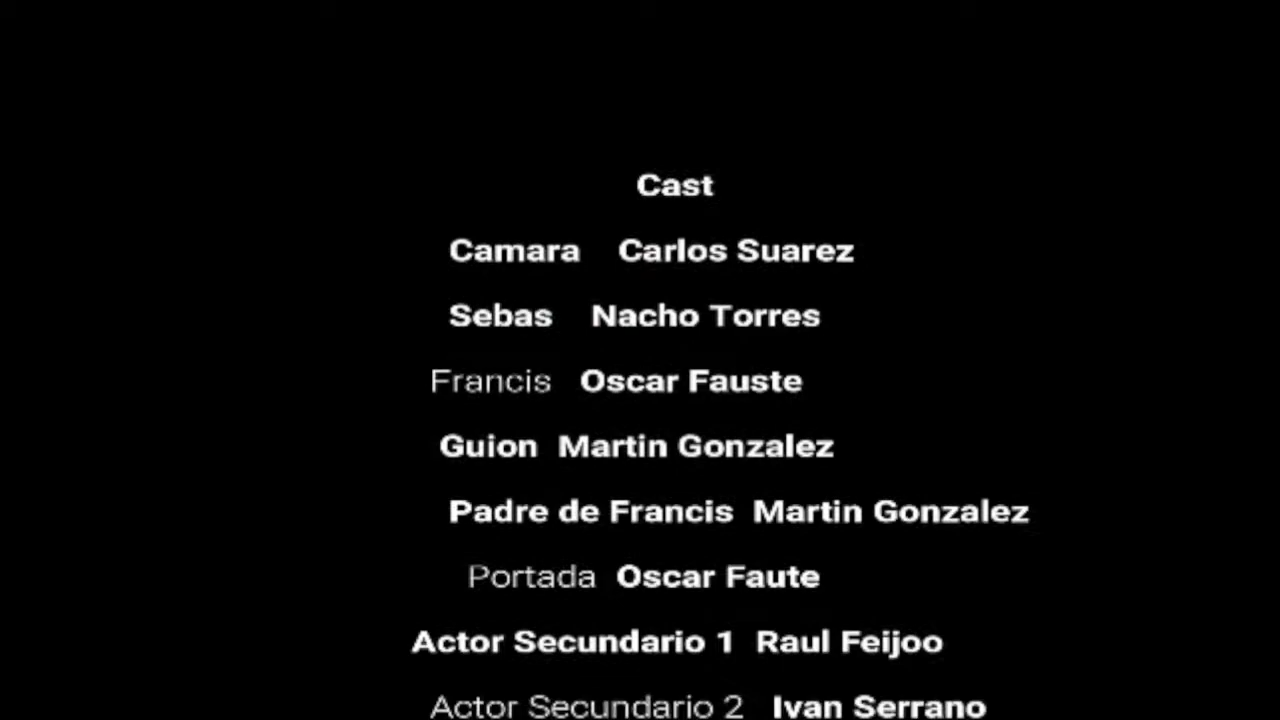 Cast
Camara Carlos Suarez
Sebas Nacho Torres
Francis Oscar Fauste
Guion Martin Gonzalez
Padre de Francis Martin Gonzalez
Portada Oscar Faute
Actor Secundario 1 Raul Feijoo
Actor Secundario 2 Ivan Serrano